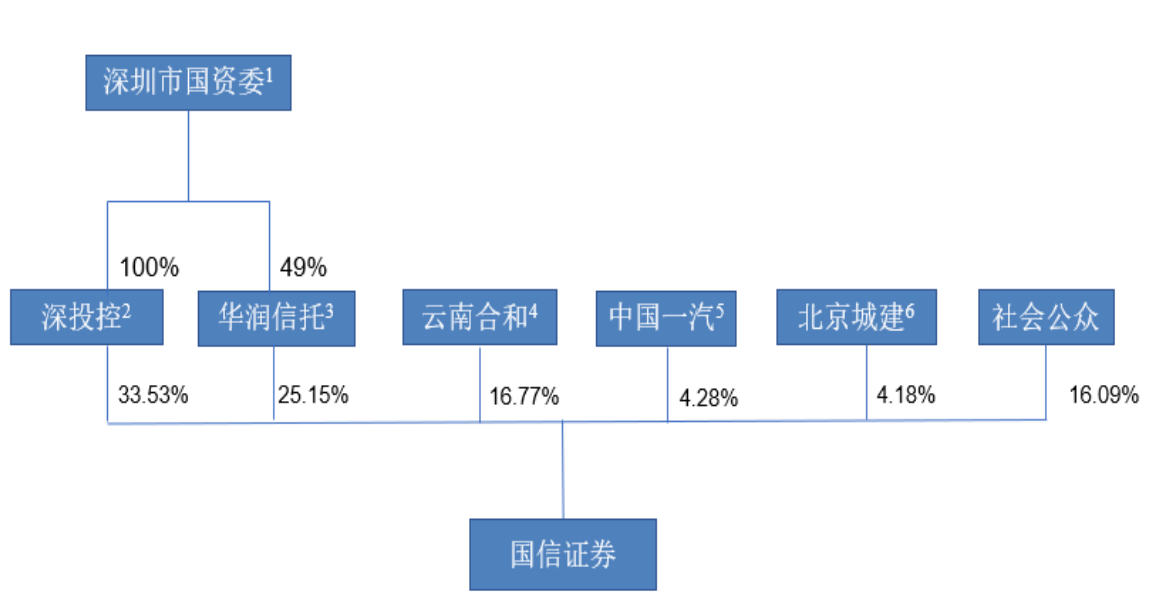 深圳市国资委1
100%
49%
深投控2
华润信托3
云南合和4
中国一汽5
北京城建6
社会公众
33.53%
25.15%
16.77%
4.28%
4.18%
16.09%
国信证券